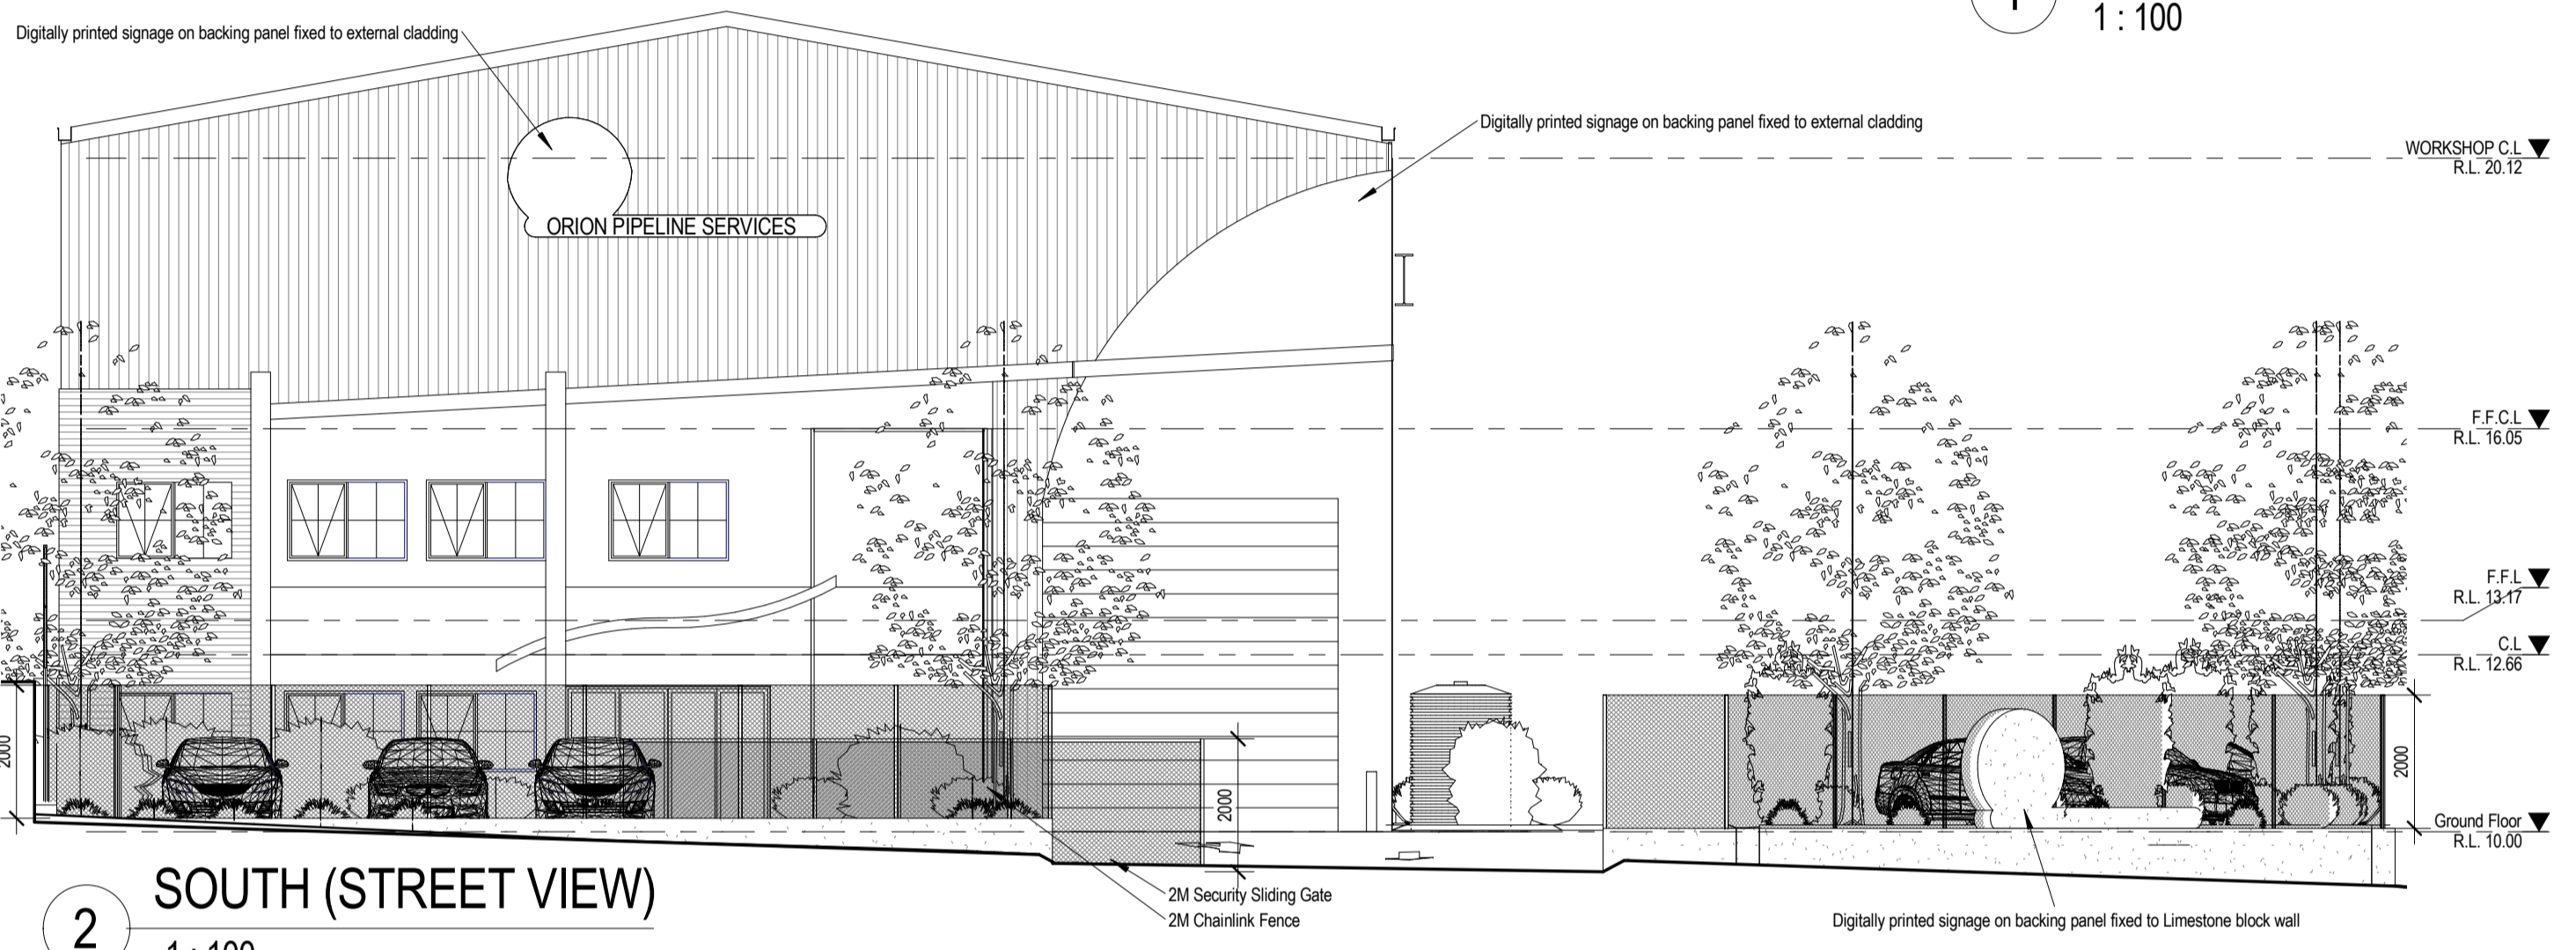 1
1 : 100
Digitally printed signage on backing panel fixed to external cladding
Digitally printed signage on backing panel fixed to external cladding
WORKSHOP C.L
R.L. 20.12
ORION PIPELINE SERVICES
F.F.C.L
R.L. 16.05
F.F.L
R.L. 13.17
C.L
R.L. 12.66
2000
2000
2000
Ground Floor
R.L. 10.00
2M Security Sliding Gate
2M Chainlink Fence
Digitally printed signage on backing panel fixed to Limestone block wall
2
SOUTH (STREET VIEW)
1 : 100